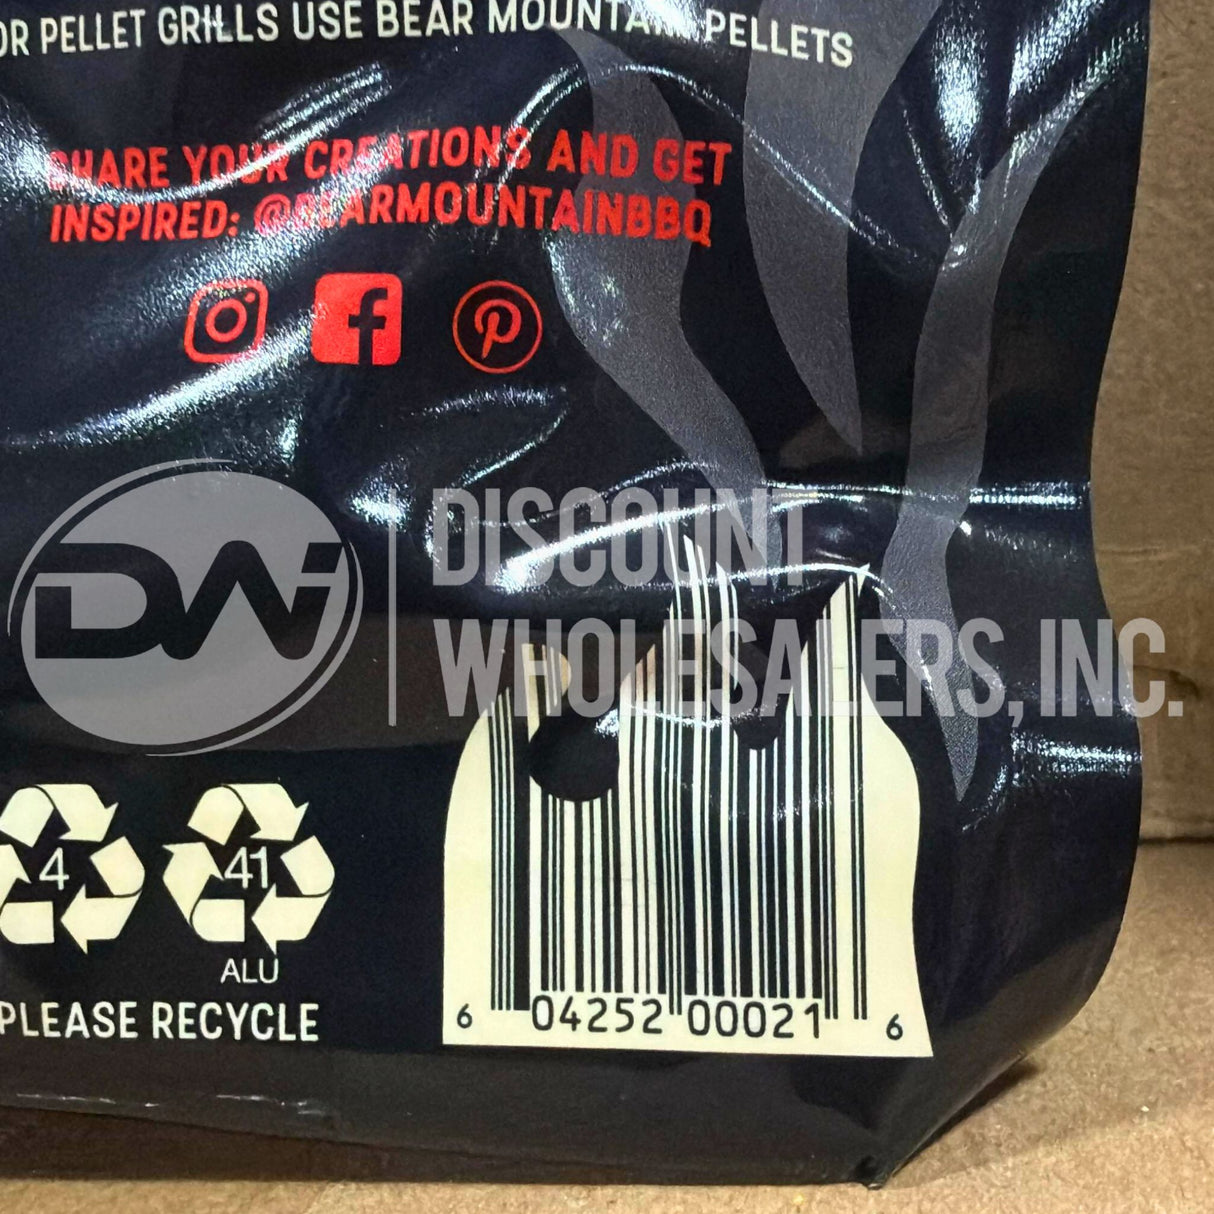 OR PELLET GRILLS USE BEAR MOUNTAIN PELLETS
SHARE YOUR CREATIONS AND GET
INSPIRED: @BEARMOUNTAINBBQ
DWi
DISCOUNT
WHOLESALERS, INC.
4
41
ALU
PLEASE RECYCLE
6 04252 00021 6